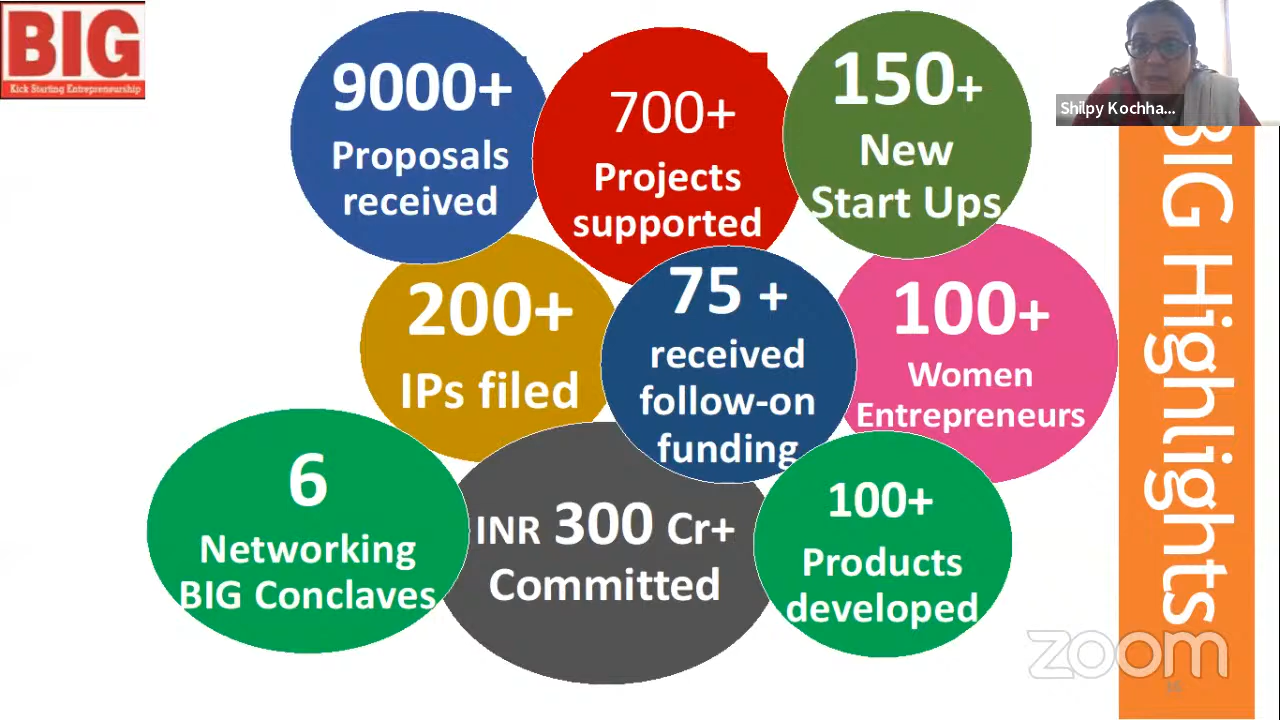 BIG
Kick Starting Entrepreneurship
9000+
Proposals
received
700+
Projects
supported
150+
New
Start Ups
Shilpy Kochha...
200+
IPs filed
75 +
received
follow-on
funding
100+
Women
Entrepreneurs
6
Networking
BIG Conclaves
INR 300 Cr+
Committed
100+
Products
developed
BIG Highlights
zoom